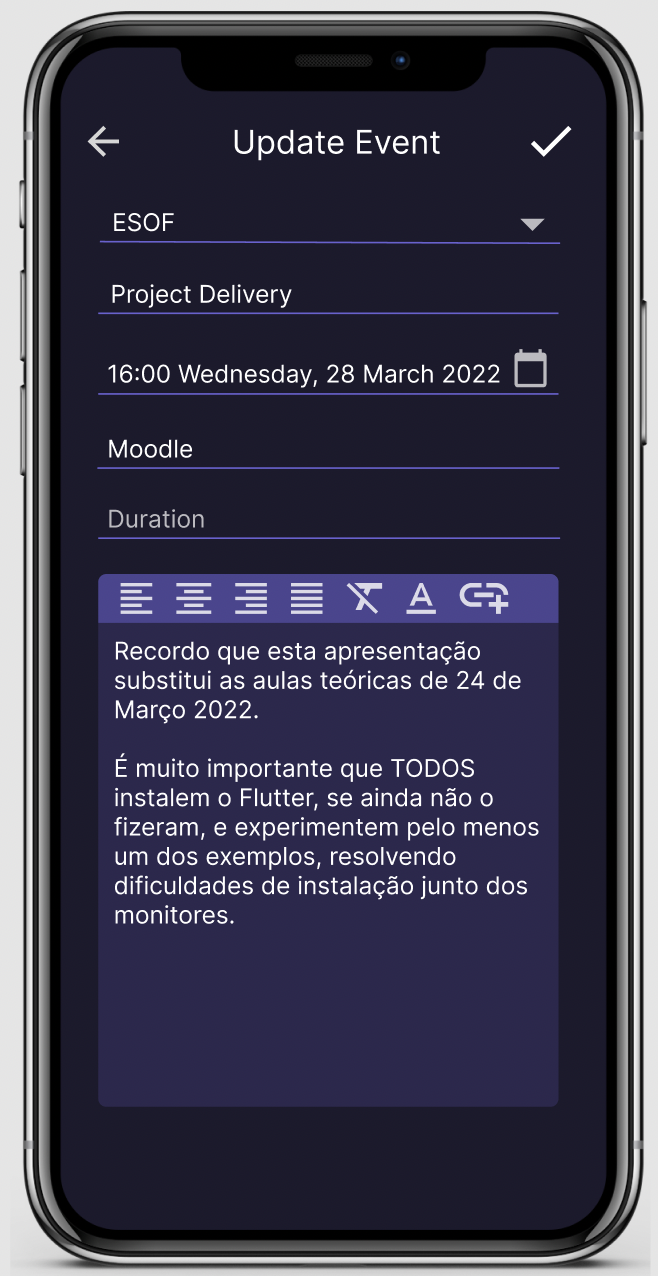 Update Event
ESOF
Project Delivery
16:00 Wednesday, 28 March 2022
Moodle
Duration
Recordo que esta apresentação
substitui as aulas teóricas de 24 de
Março 2022.
É muito importante que TODOS
instalem o Flutter, se ainda não o
fizeram, e experimentem pelo menos
um dos exemplos, resolvendo
dificuldades de instalação junto dos
monitores.